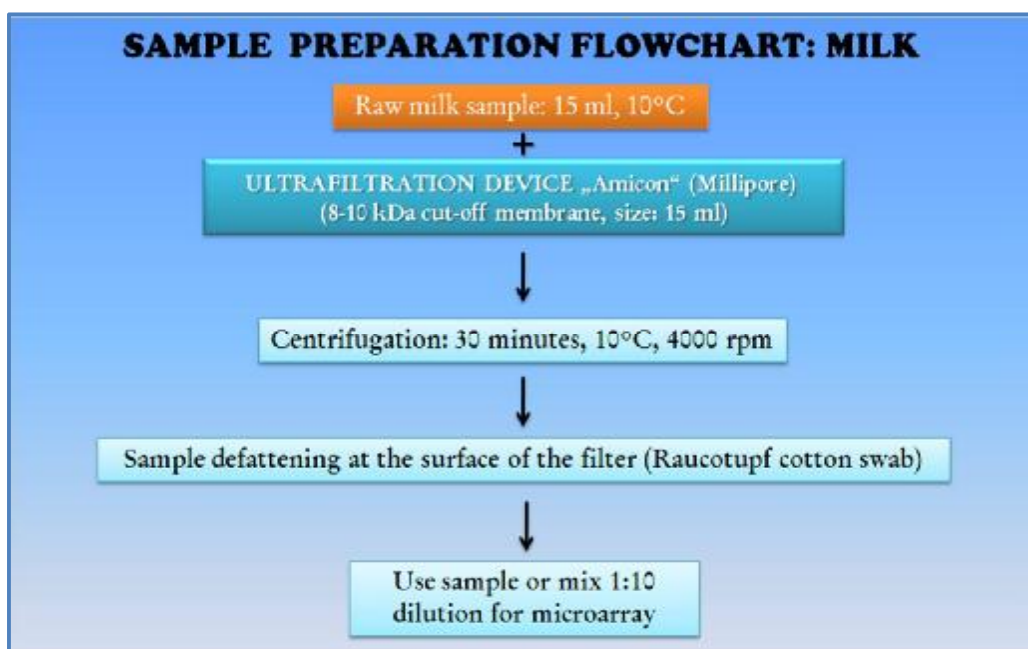 SAMPLE PREPARATION FLOWCHART: MILK
Raw milk sample: 15 ml, 10°C
+
ULTRAFILTRATION DEVICE „Amicon“ (Millipore)
(8-10 kDa cut-off membrane, size: 15 ml)
Centrifugation: 30 minutes, 10°C, 4000 rpm
Sample defattening at the surface of the filter (Raucotupf cotton swab)
Use sample or mix 1:10
dilution for microarray